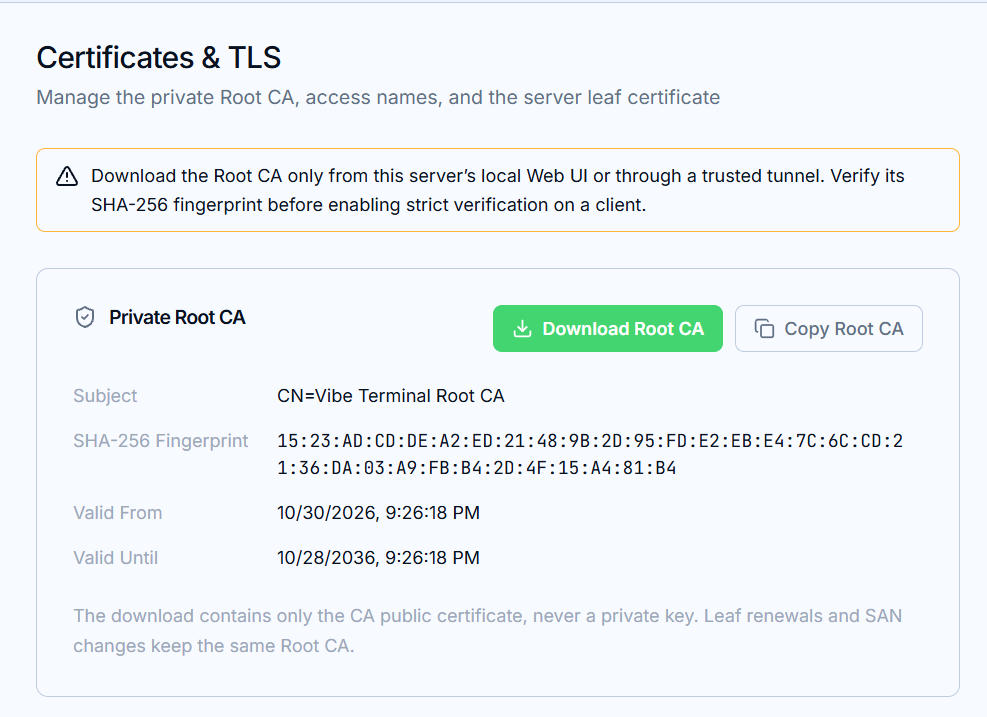 Certificates & TLS
Manage the private Root CA, access names, and the server leaf certificate
Download the Root CA only from this server’s local Web UI or through a trusted tunnel. Verify its
SHA-256 fingerprint before enabling strict verification on a client.
Private Root CA
Download Root CA
Copy Root CA
Subject
CN=Vibe Terminal Root CA
SHA-256 Fingerprint
15:23:AD:CD:DE:A2:ED:21:48:9B:2D:95:FD:E2:EB:E4:7C:6C:CD:2
1:36:DA:03:A9:FB:B4:2D:4F:15:A4:81:B4
Valid From
10/30/2026, 9:26:18 PM
Valid Until
10/28/2036, 9:26:18 PM
The download contains only the CA public certificate, never a private key. Leaf renewals and SAN
changes keep the same Root CA.